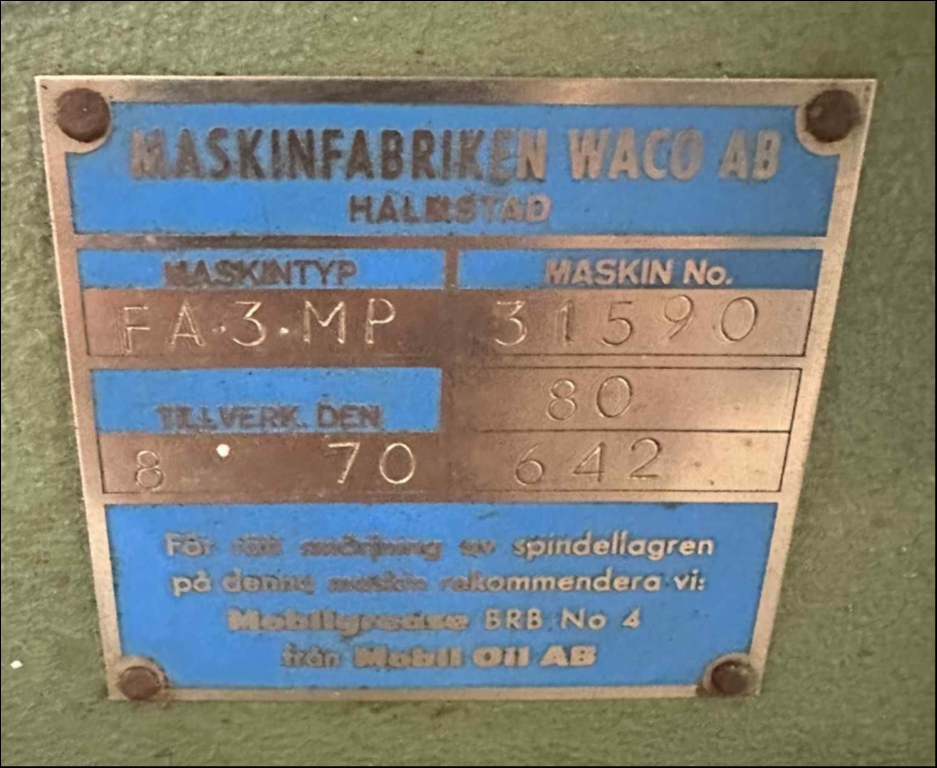 MASKINFABRIKEN WACO AB
HALMSTAD
MASKINTYP MASKIN No.
FA·3·MP 31590
80
TILLVERK. DEN
8 70 642
För rätt smörjning av spindellagren
på denna maskin rekommendera vi:
Mobilgrease BRB No 4
från Mobil Oil AB